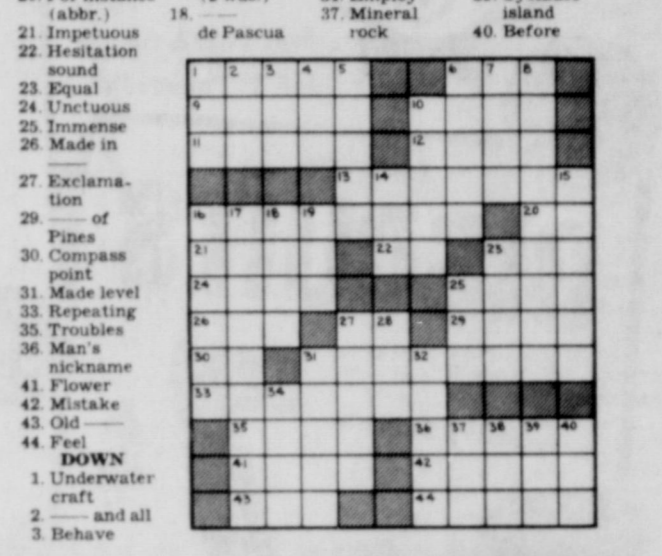 (abbr.)
21. Impetuous
22. Hesitation
sound
23. Equal
24. Unctuous
25. Immense
26. Made in
——
27. Exclama-
tion
29. —— of
Pines
30. Compass
point
31. Made level
33. Repeating
35. Troubles
36. Man's
nickname
41. Flower
42. Mistake
43. Old ——
44. Feel
DOWN
1. Underwater
craft
2. —— and all
3. Behave
18. ——
de Pascua
37. Mineral
rock
island
40. Before
1 2 3 4 5 6 7 8
9 10
11 12
13 14 15
16 17 18 19 20
21 22 23
24 25
26 27 28 29
30 31 32
33 34
35 36 37 38 39 40
41 42
43 44